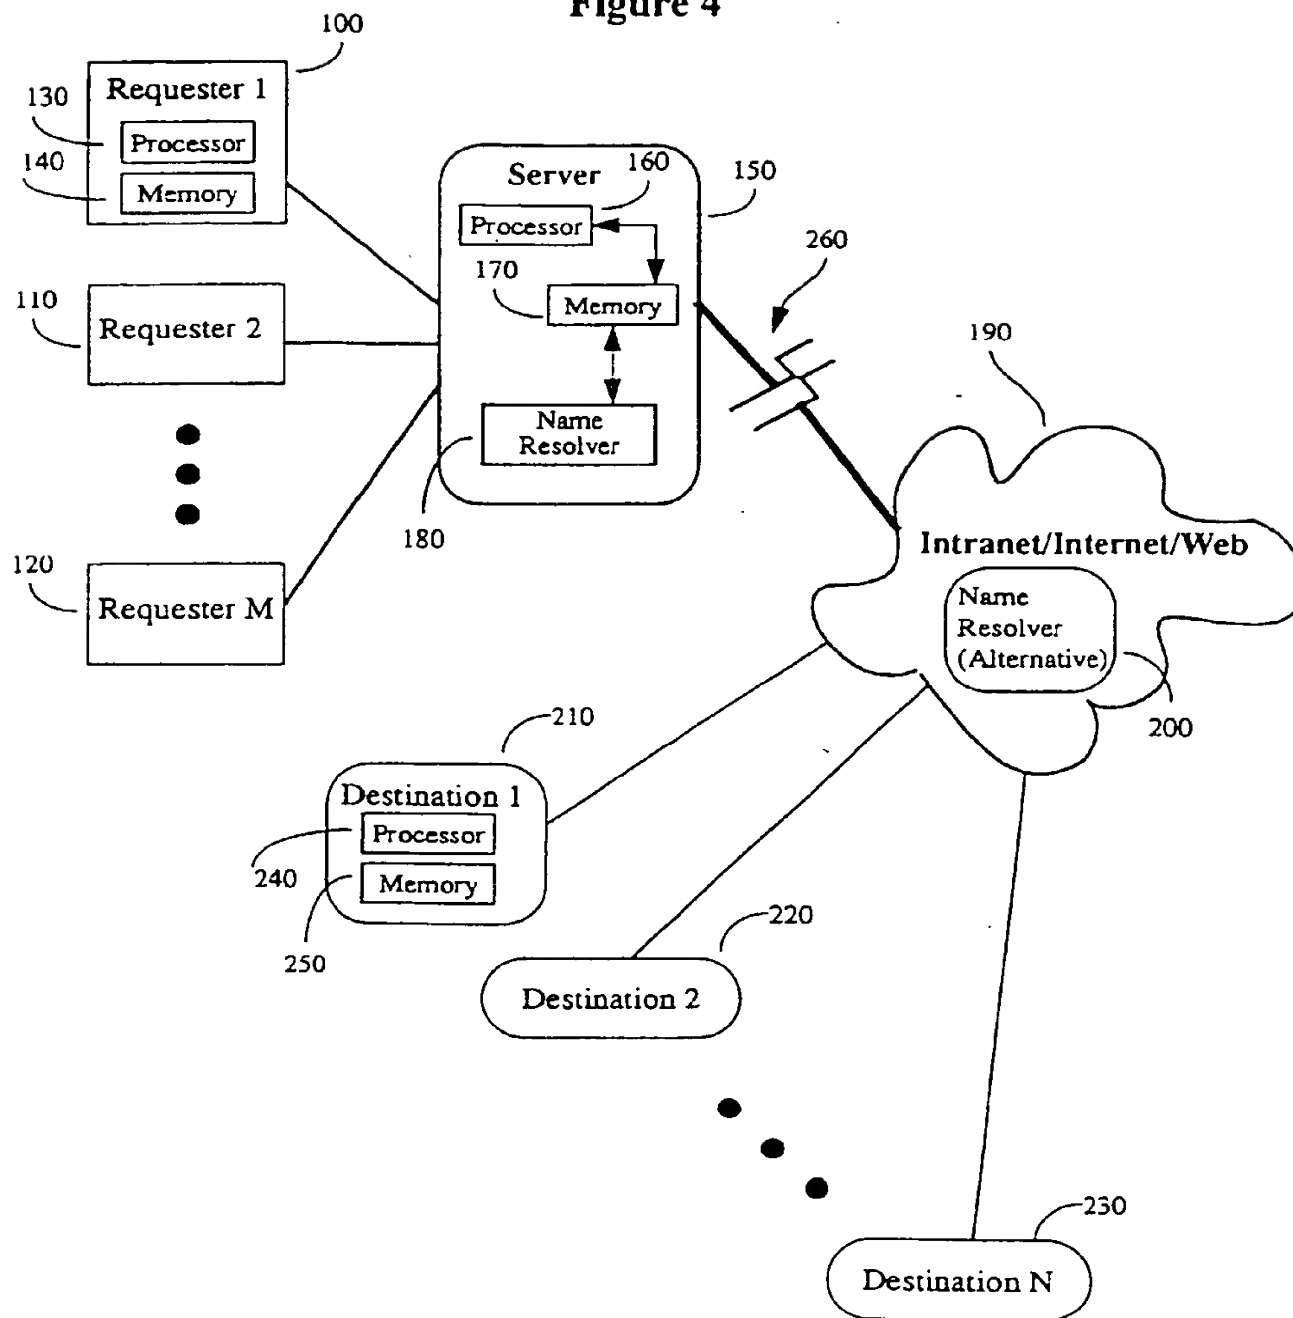 Figure 4
100
Requester 1
130
Processor
140
Memory
Server
160
150
Processor
170
Memory
260
110
Requester 2
190
Name
Resolver
180
Intranet/Internet/Web
120
Requester M
Name
Resolver
(Alternative)
200
210
Destination 1
Processor
240
Memory
250
220
Destination 2
230
Destination N